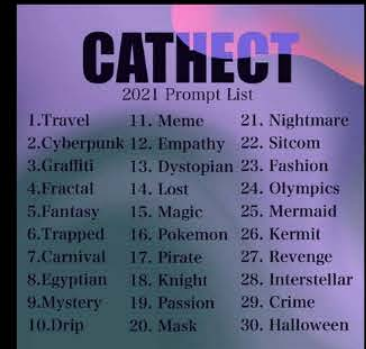 CATHECT
2021 Prompt List
1.Travel
2.Cyberpunk
3.Graffiti
4.Fractal
5.Fantasy
6.Trapped
7.Carnival
8.Egyptian
9.Mystery
10.Drip
11. Meme
12. Empathy
13. Dystopian
14. Lost
15. Magic
16. Pokemon
17. Pirate
18. Knight
19. Passion
20. Mask
21. Nightmare
22. Sitcom
23. Fashion
24. Olympics
25. Mermaid
26. Kermit
27. Revenge
28. Interstellar
29. Crime
30. Halloween